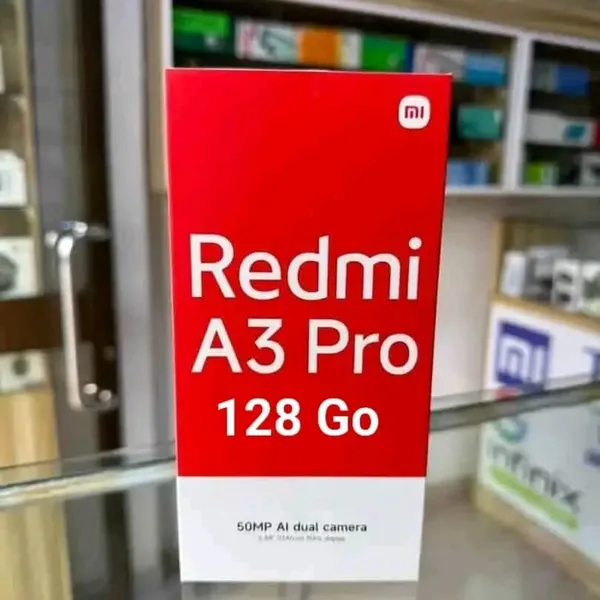 mi
Redmi
A3 Pro
128 Go
50MP AI dual camera
mi
infinix